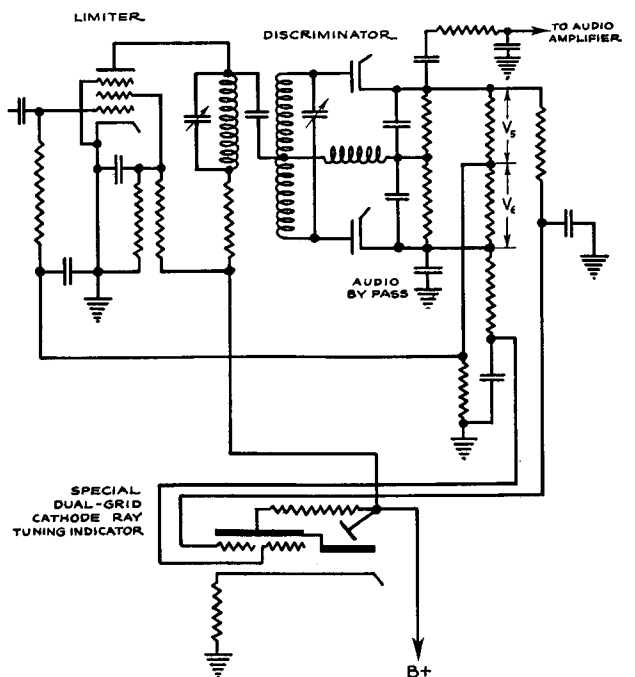 LIMITER
DISCRIMINATOR
TO AUDIO
AMPLIFIER
V5
V6
AUDIO
BY PASS
SPECIAL
DUAL-GRID
CATHODE RAY
TUNING INDICATOR
B+